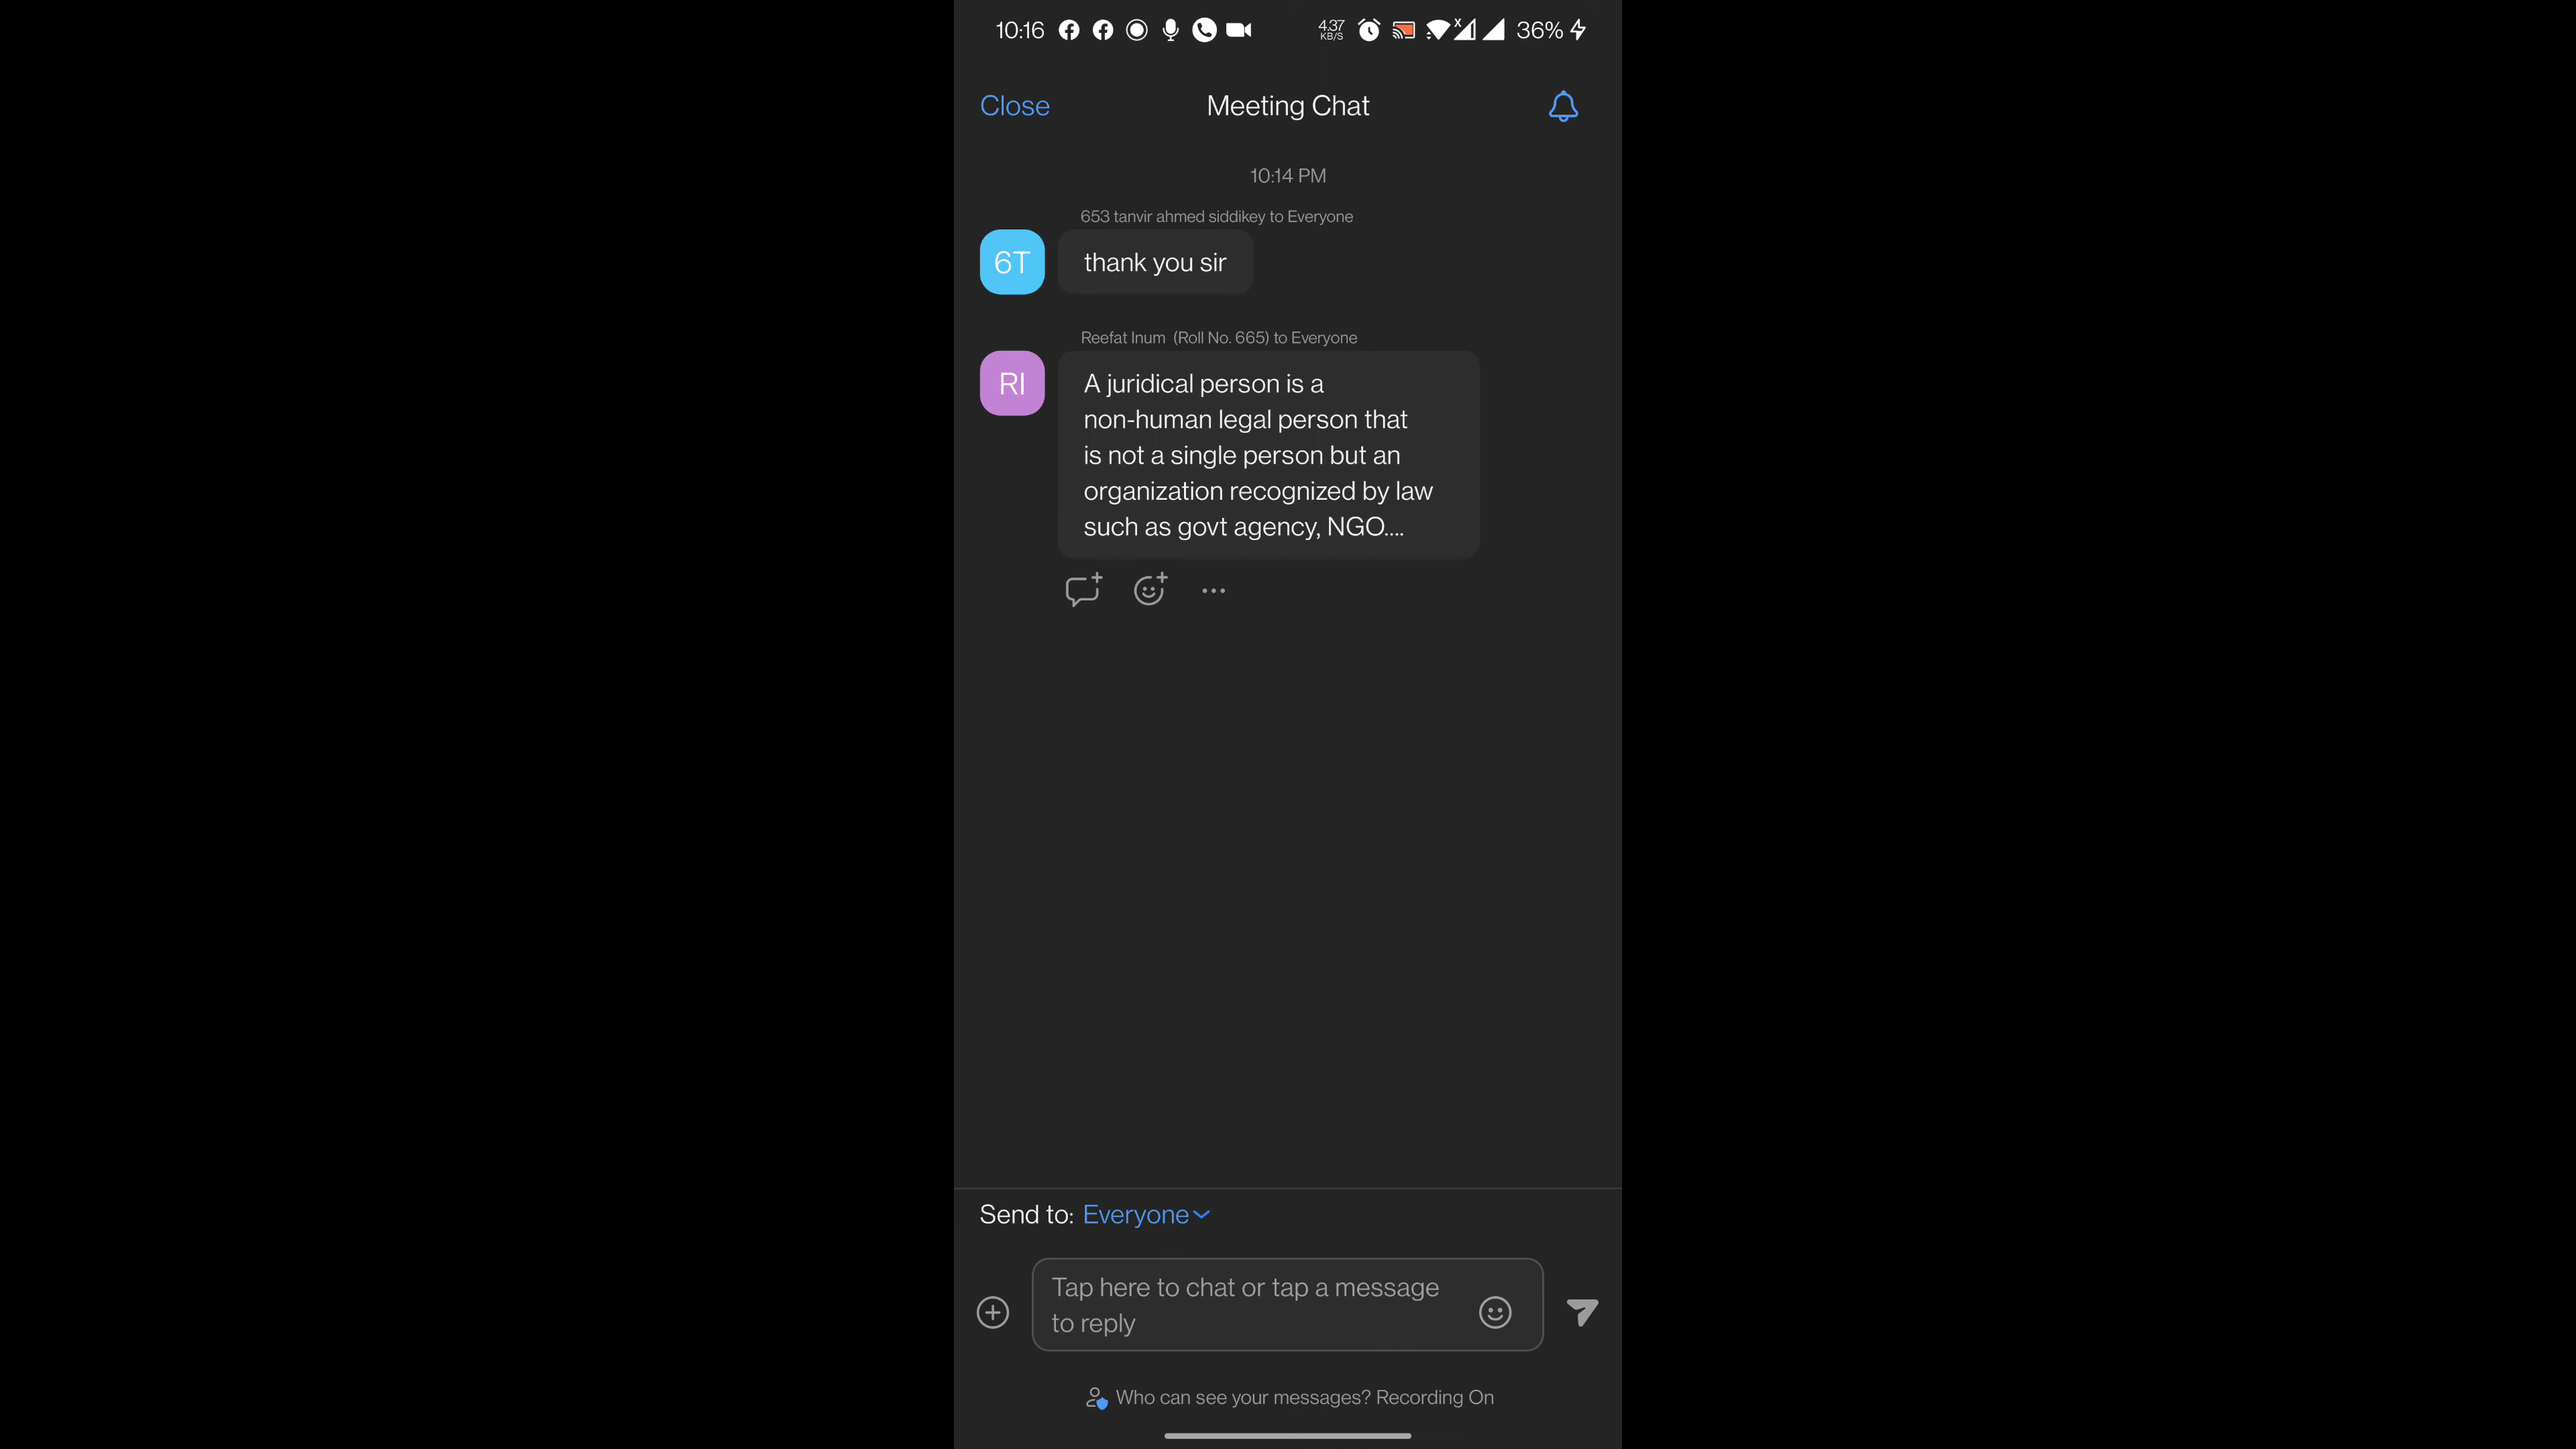 10:16 4.37 KB/S X 36%
Close Meeting Chat
10:14 PM
653 tanvir ahmed siddikey to Everyone
6T thank you sir
Reefat Inum (Roll No. 665) to Everyone
RI A juridical person is a
non-human legal person that
is not a single person but an
organization recognized by law
such as govt agency, NGO....
Send to: Everyone
Tap here to chat or tap a message
to reply
Who can see your messages? Recording On